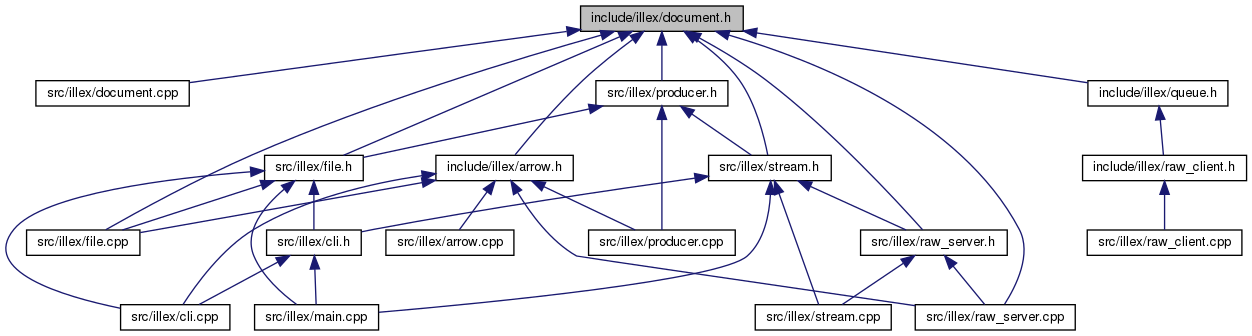 include/illex/document.h
src/illex/document.cpp
src/illex/producer.h
include/illex/queue.h
src/illex/file.h
include/illex/arrow.h
src/illex/stream.h
include/illex/raw_client.h
src/illex/file.cpp
src/illex/cli.h
src/illex/arrow.cpp
src/illex/producer.cpp
src/illex/raw_server.h
src/illex/raw_client.cpp
src/illex/cli.cpp
src/illex/main.cpp
src/illex/stream.cpp
src/illex/raw_server.cpp